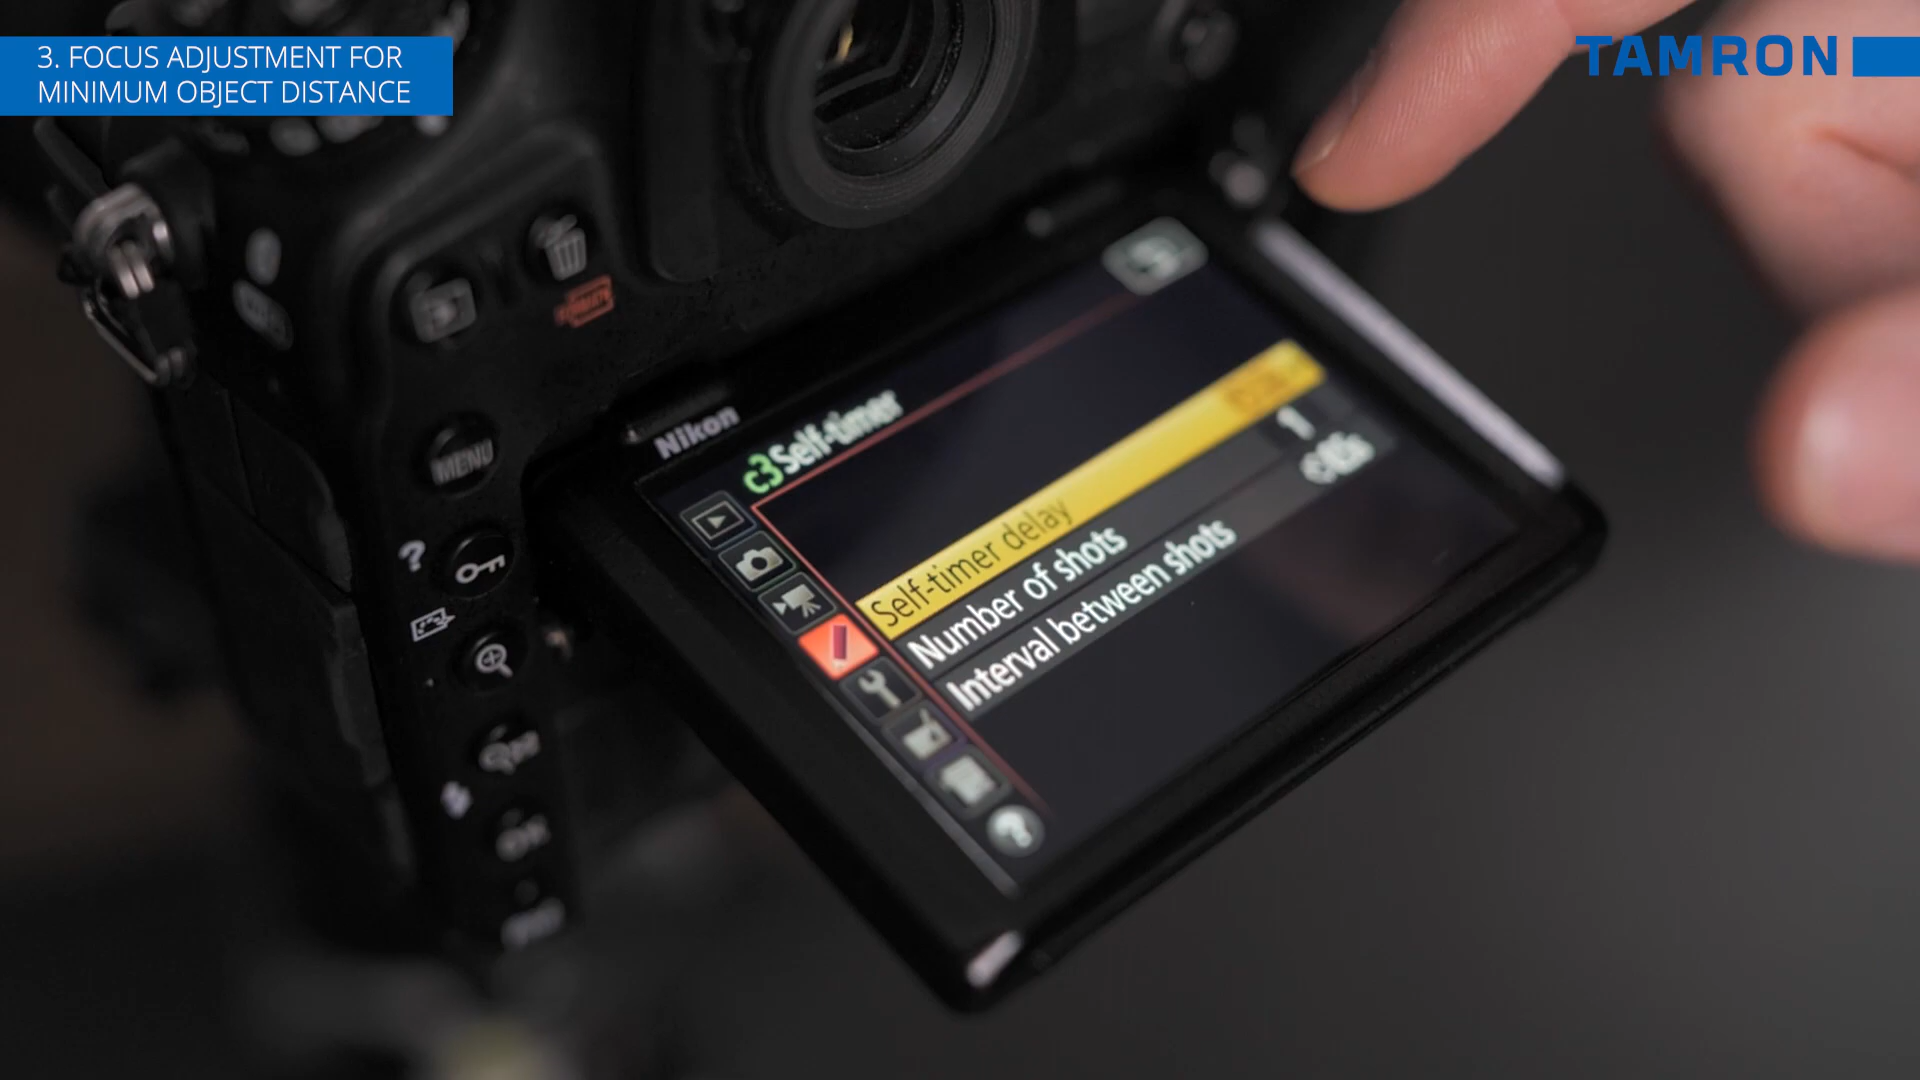 3. FOCUS ADJUSTMENT FOR
MINIMUM OBJECT DISTANCE
TAMRON
Nikon
c3 Self-timer
Self-timer delay
Number of shots 1
Interval between shots
MENU
?